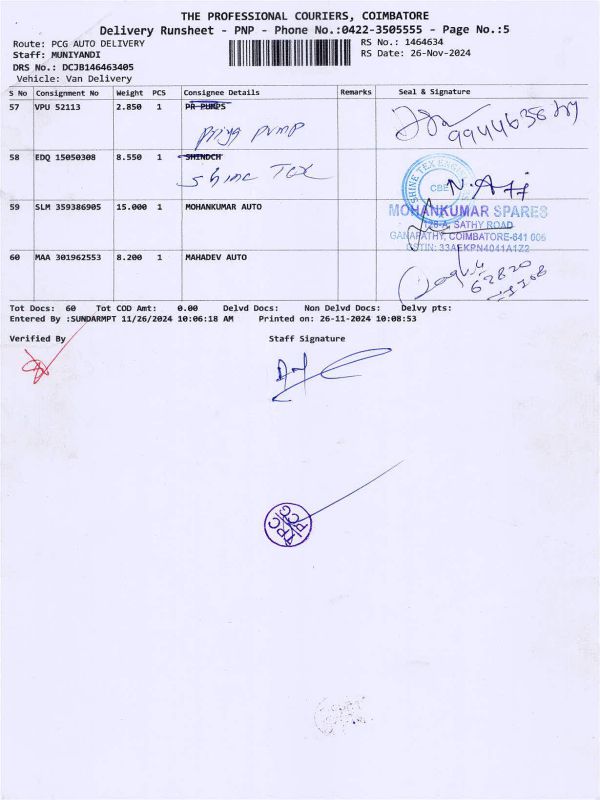 THE PROFESSIONAL COURIERS, COIMBATORE
Delivery Runsheet - PNP - Phone No.:0422-3505555 - Page No.:5
Route: PCG AUTO DELIVERY
RS No.: 1464634
Staff: MUNIYANDI
RS Date: 26-Nov-2024
DRS No.: DCJB146463405
Vehicle: Van Delivery
S No Consignment No Weight PCS Consignee Details Remarks Seal & Signature
57 VPU 52113 2.850 1 PR PUMPS
pump
58 EDQ 15050308 8.550 1 SHINDCH
Shine Tex
SHINE TEX
CBE
N.
59 SLM 359386905 15.000 1 MOHANKUMAR AUTO
MOHANKUMAR SPARES
128-A, SATHY ROAD
GANAPATHY, COIMBATORE-641 006
GSTIN: 33AEKPN4041A1Z2
60 MAA 301962553 8.200 1 MAHADEV AUTO
62820
Tot Docs: 60 Tot COD Amt: 0.00 Delvd Docs: Non Delvd Docs: Delvy pts:
Entered By :SUNDARMPT 11/26/2024 10:06:18 AM Printed on: 26-11-2024 10:08:53
Verified By Staff Signature